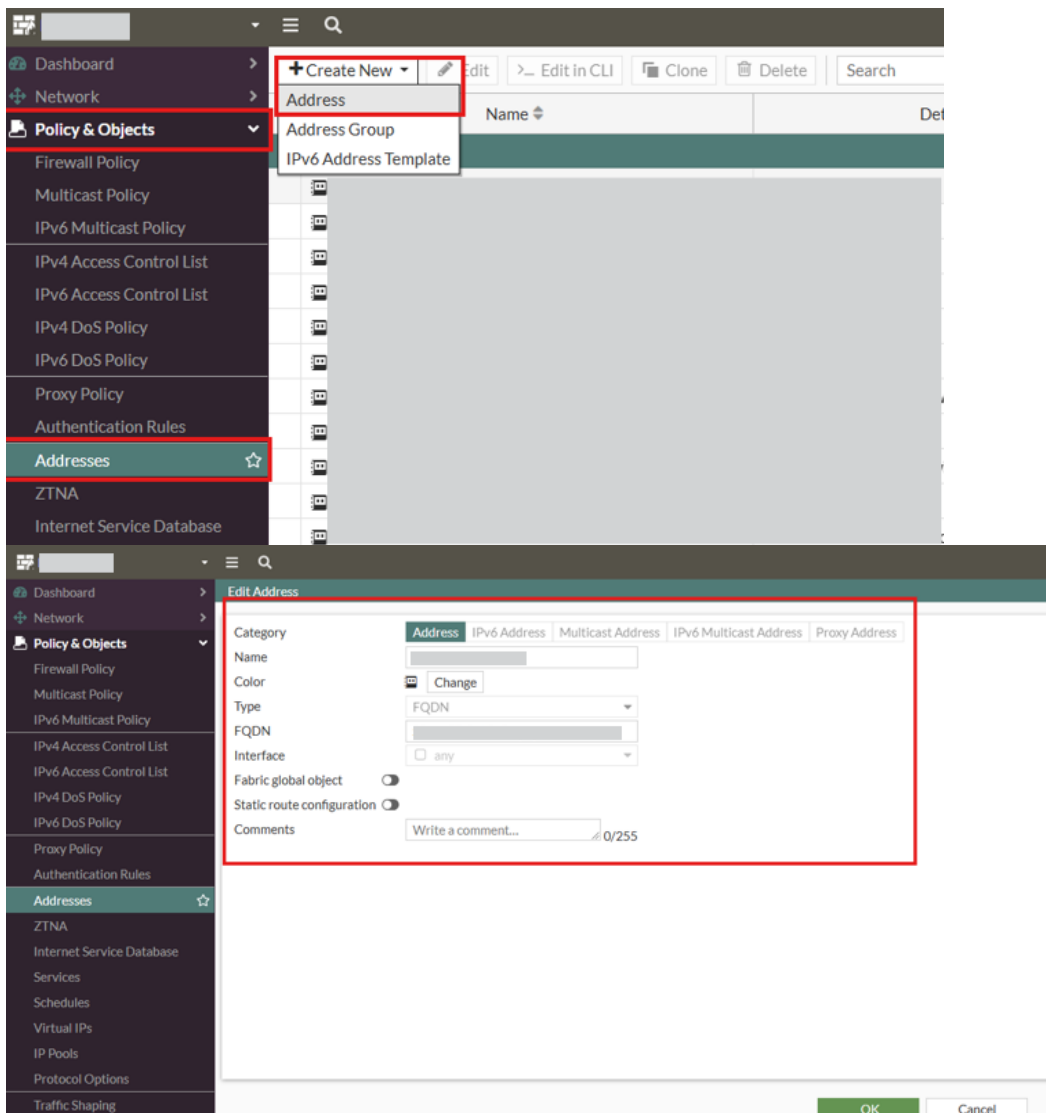 Dashboard
Network
Policy & Objects
Firewall Policy
Multicast Policy
IPv6 Multicast Policy
IPv4 Access Control List
IPv6 Access Control List
IPv4 DoS Policy
IPv6 DoS Policy
Proxy Policy
Authentication Rules
Addresses
ZTNA
Internet Service Database
+Create New Edit >_ Edit in CLI Clone Delete Search
Address
Address Group
IPv6 Address Template
Name
Dashboard
Network
Policy & Objects
Firewall Policy
Multicast Policy
IPv6 Multicast Policy
IPv4 Access Control List
IPv6 Access Control List
IPv4 DoS Policy
IPv6 DoS Policy
Proxy Policy
Authentication Rules
Addresses
ZTNA
Internet Service Database
Services
Schedules
Virtual IPs
IP Pools
Protocol Options
Traffic Shaping
Edit Address
Category Address IPv6 Address Multicast Address IPv6 Multicast Address Proxy Address
Name
Color Change
Type FQDN
FQDN
Interface any
Fabric global object
Static route configuration
Comments Write a comment... 0/255
OK Cancel